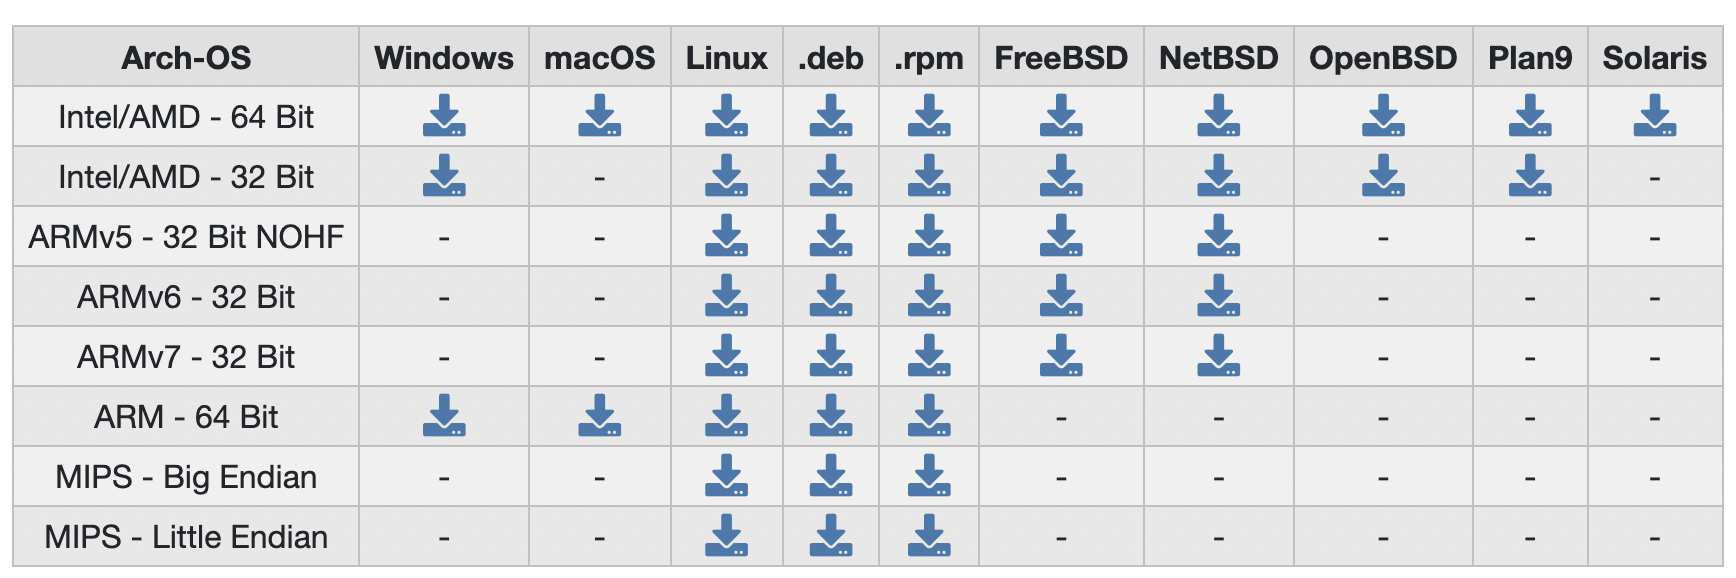 Arch-OS Windows macOS Linux .deb .rpm FreeBSD NetBSD OpenBSD Plan9 Solaris
Intel/AMD - 64 Bit
Intel/AMD - 32 Bit - -
ARMv5 - 32 Bit NOHF - - - - -
ARMv6 - 32 Bit - - - - -
ARMv7 - 32 Bit - - - - -
ARM - 64 Bit - - - - -
MIPS - Big Endian - - - - - - -
MIPS - Little Endian - - - - - - -